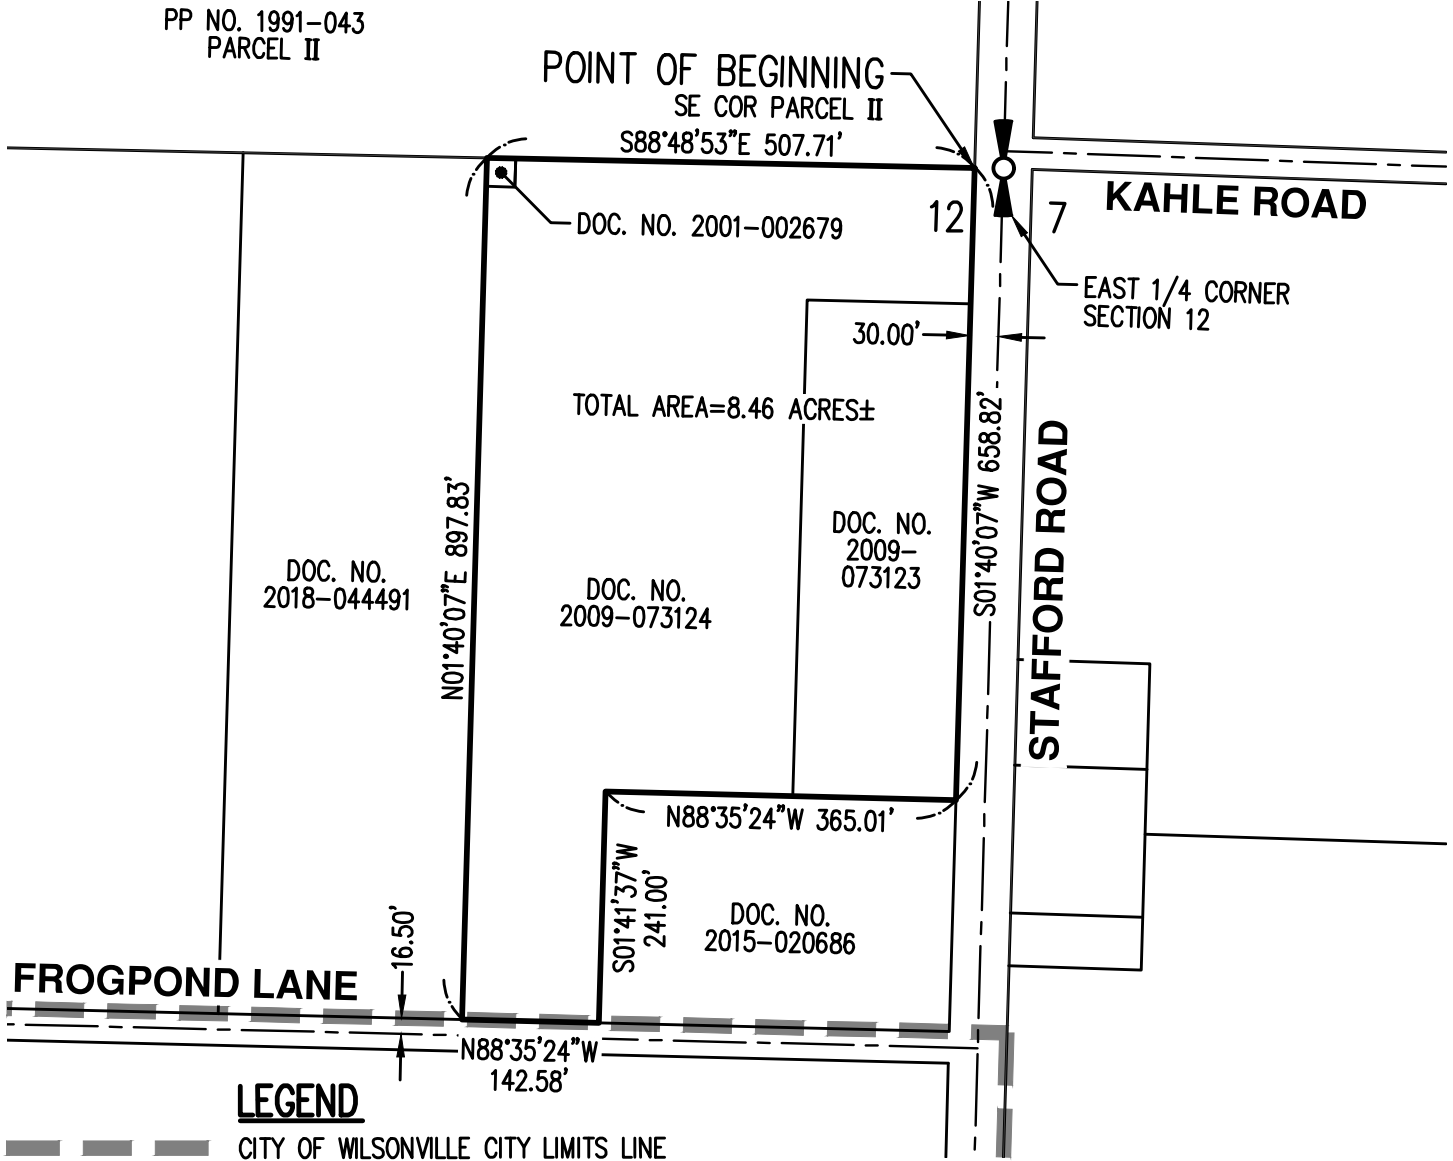 PP NO. 1991-043
PARCEL II
POINT OF BEGINNING
SE COR PARCEL II
S88°48'53"E 507.71'
DOC. NO. 2001-002679
12
7
KAHLE ROAD
EAST 1/4 CORNER
SECTION 12
30.00'
TOTAL AREA=8.46 ACRES±
S01°40'07"W 658.82'
STAFFORD ROAD
N01°40'07"E 897.83'
DOC. NO.
2009-
073123
DOC. NO.
2018-044491
DOC. NO.
2009-073124
N88°35'24"W 365.01'
S01°41'37"W
241.00'
DOC. NO.
2015-020686
16.50'
FROGPOND LANE
N88°35'24"W
142.58'
LEGEND
CITY OF WILSONVILLE CITY LIMITS LINE